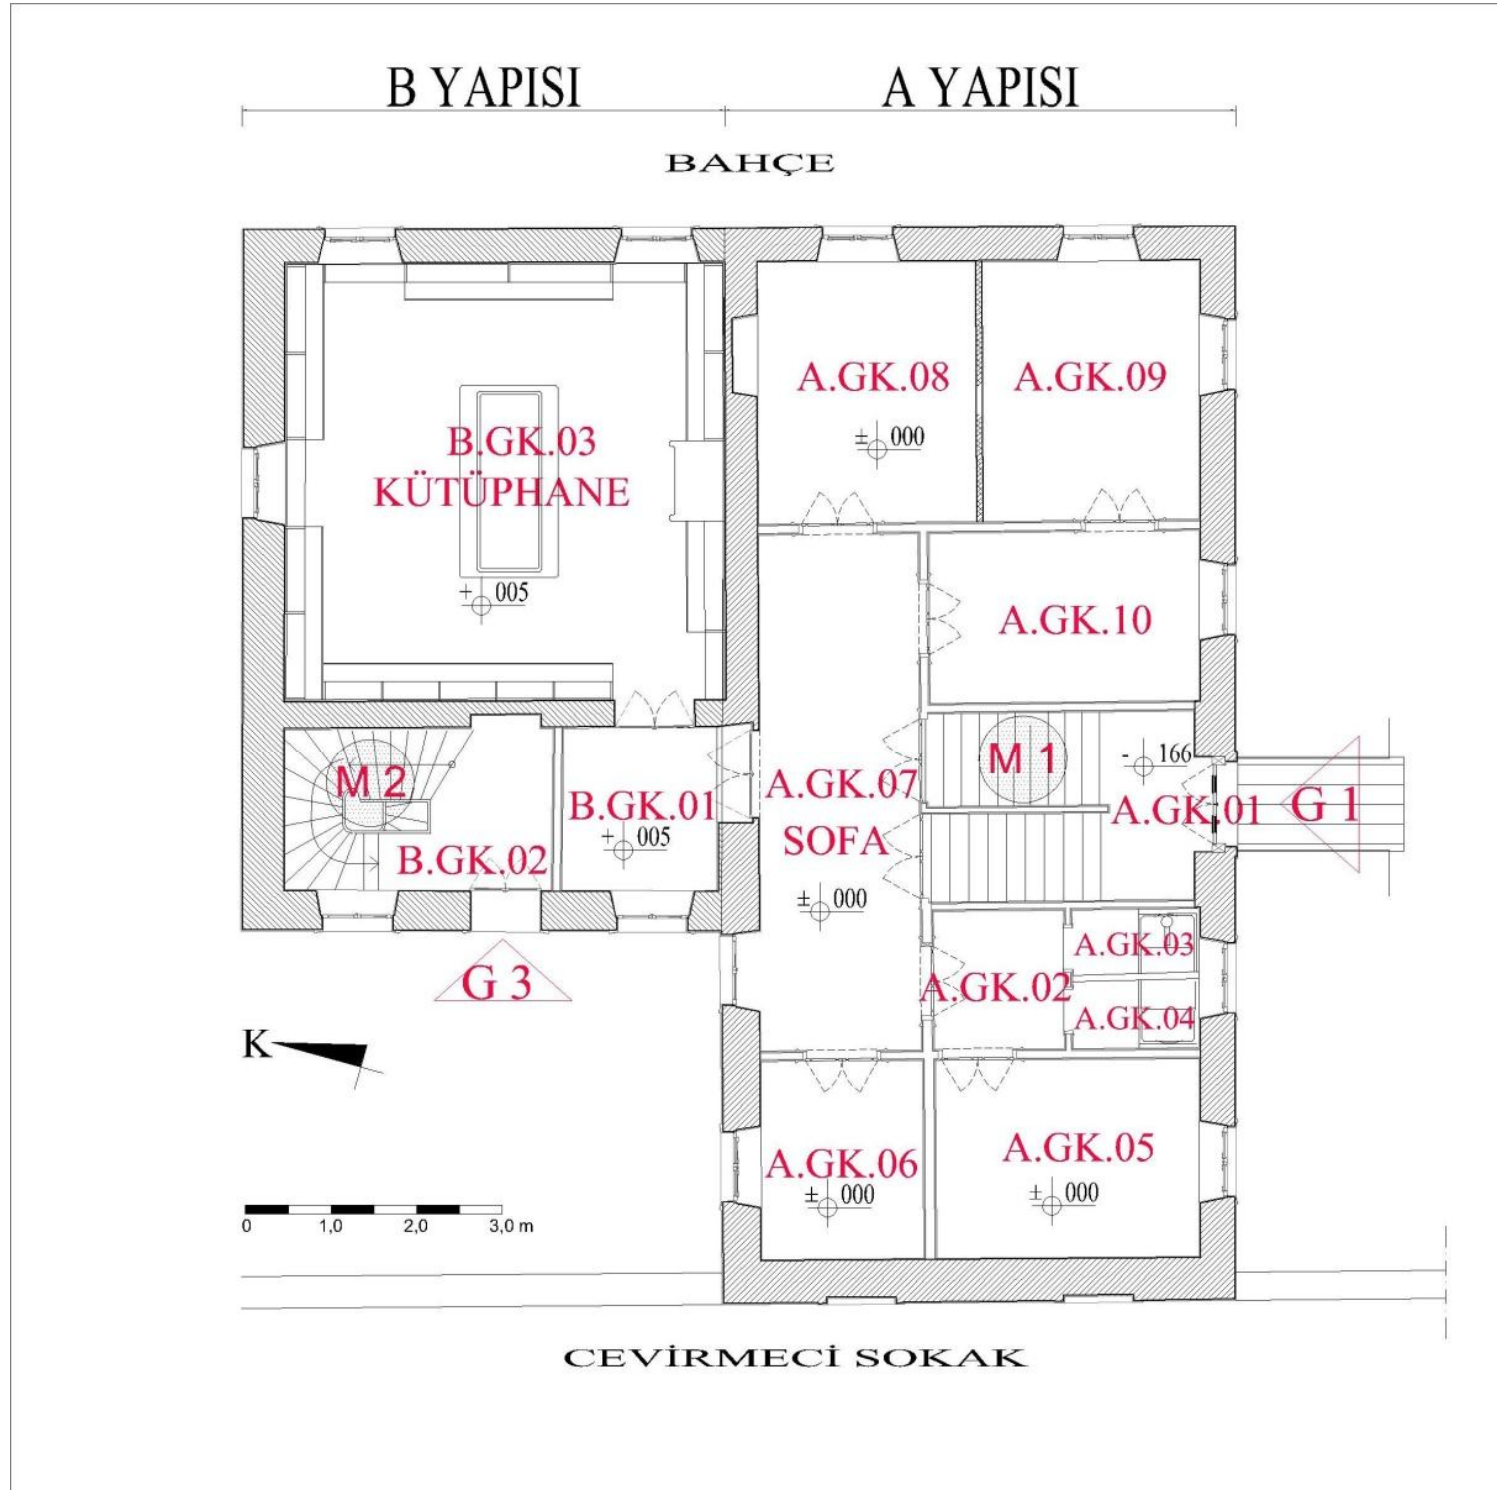 B YAPISI A YAPISI
BAHÇE
A.GK.08 A.GK.09
± 000
B.GK.03
KÜTÜPHANE
+ 005
A.GK.10
M 2 M 1 - 166
A.GK.07 A.GK.01 G 1
B.GK.01 SOFA
+ 005
B.GK.02
± 000
G 3 A.GK.02 A.GK.03
A.GK.04
K
A.GK.06 A.GK.05
± 000 ± 000
0 1,0 2,0 3,0 m
CEVİRMECİ SOKAK